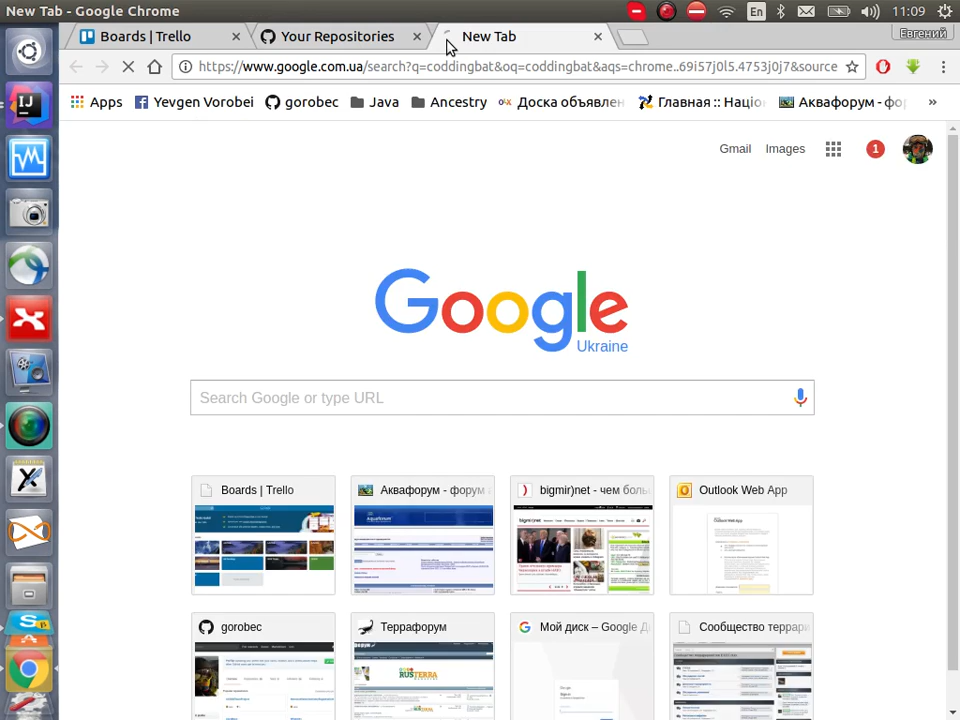 New Tab - Google Chrome
En
11:09
Boards | Trello
Your Repositories
New Tab
Евгений
https://www.google.com.ua/search?q=coddingbat&oq=coddingbat&aqs=chrome..69i57j0l5.4753j0j7&source
Apps
Yevgen Vorobei
gorobec
Java
Ancestry
Доска объявлен
Главная :: Націо
Аквафорум - фо
»
Gmail
Images
1
Google
Ukraine
Search Google or type URL
Boards | Trello
Аквафорум - форум
bigmir)net - чем боль
Outlook Web App
gorobec
Террафорум
Мой диск – Google Д
Сообщество террари